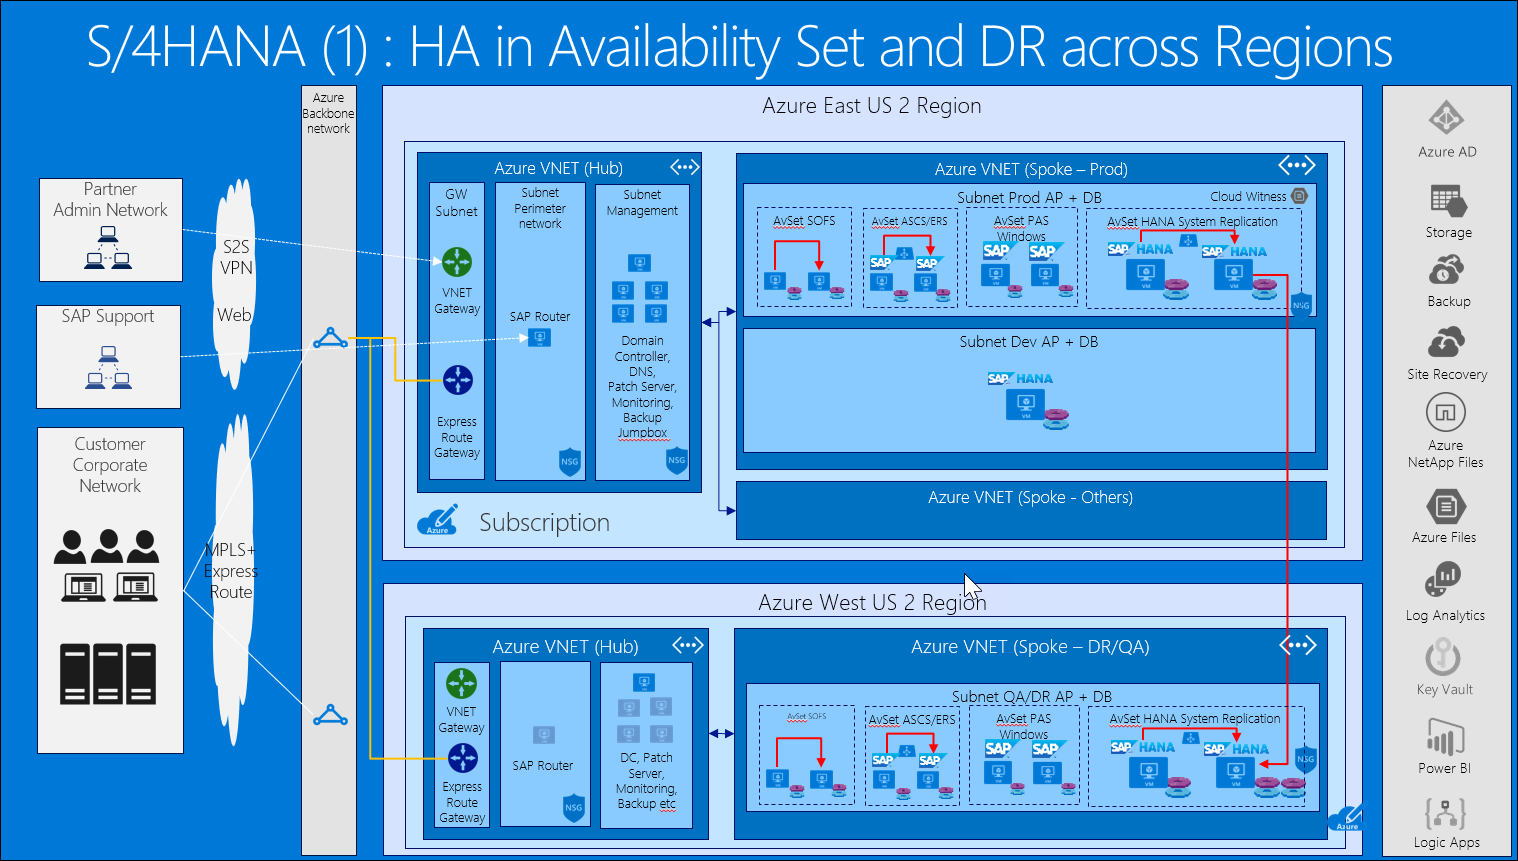 S/4HANA (1) : HA in Availability Set and DR across Regions
Azure
Backbone
network
Partner
Admin Network
SAP Support
Customer
Corporate
Network
S2S
VPN
Web
MPLS+
Express
Route
Azure East US 2 Region
Azure VNET (Hub)
GW
Subnet
VNET
Gateway
Express
Route
Gateway
Subnet
Perimeter
network
SAP Router
NSG
Subnet
Management
Domain
Controller,
DNS,
Patch Server,
Monitoring,
Backup
Jumpbox
NSG
Azure
Subscription
Azure VNET (Spoke – Prod)
Subnet Prod AP + DB
Cloud Witness
AvSet SOFS
AvSet ASCS/ERS
SAP
SAP
AvSet PAS
Windows
SAP
SAP
AvSet HANA System Replication
SAP HANA
SAP HANA
VM
VM
NSG
Subnet Dev AP + DB
SAP HANA
VM
Azure VNET (Spoke - Others)
Azure West US 2 Region
Azure VNET (Hub)
VNET
Gateway
Express
Route
Gateway
SAP Router
NSG
DC, Patch
Server,
Monitoring,
Backup etc
Azure VNET (Spoke – DR/QA)
Subnet QA/DR AP + DB
AvSet SOFS
AvSet ASCS/ERS
SAP
SAP
AvSet PAS
Windows
SAP
SAP
AvSet HANA System Replication
SAP HANA
SAP HANA
VM
VM
NSG
Azure
Azure AD
Storage
Backup
Site Recovery
Azure
NetApp Files
Azure Files
Log Analytics
Key Vault
Power BI
Logic Apps